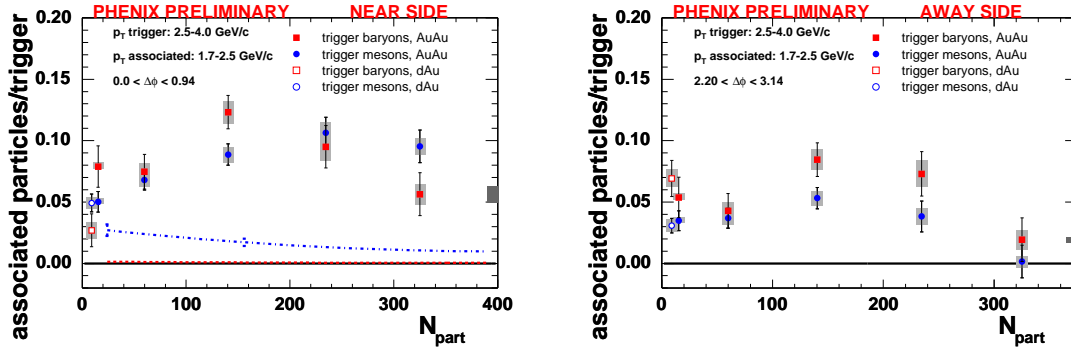 PHENIX PRELIMINARY NEAR SIDE
associated particles/trigger
0.20
0.15
0.10
0.05
0.00
p_T trigger: 2.5-4.0 GeV/c
p_T associated: 1.7-2.5 GeV/c
0.0 < Δϕ < 0.94
trigger baryons, AuAu
trigger mesons, AuAu
trigger baryons, dAu
trigger mesons, dAu
0 100 200 300 400
N_part
PHENIX PRELIMINARY AWAY SIDE
associated particles/trigger
0.20
0.15
0.10
0.05
0.00
p_T trigger: 2.5-4.0 GeV/c
p_T associated: 1.7-2.5 GeV/c
2.20 < Δϕ < 3.14
trigger baryons, AuAu
trigger mesons, AuAu
trigger baryons, dAu
trigger mesons, dAu
0 100 200 300
N_part